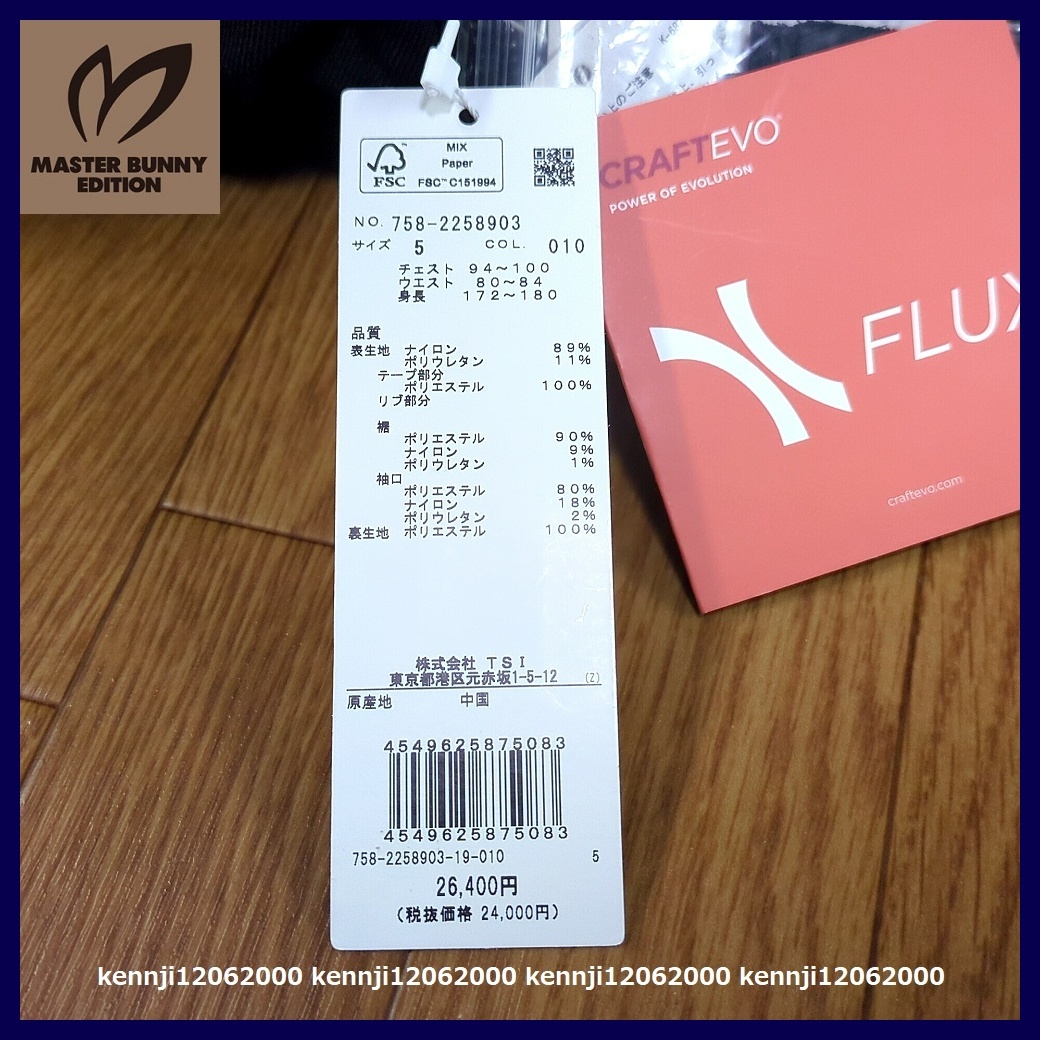 MASTER BUNNY
EDITION
MIX
Paper
FSC™ C151994
FSC™
NO. 758-2258903
サイズ 5 COL. 010
チェスト 94～100
ウエスト 80～84
身長 172～180
品質
表生地 ナイロン 89%
ポリウレタン 11%
テープ部分
ポリエステル 100%
リブ部分
裾
ポリエステル 90%
ナイロン 9%
ポリウレタン 1%
袖口
ポリエステル 80%
ナイロン 18%
ポリウレタン 2%
裏生地 ポリエステル 100%
株式会社 TSI
東京都港区元赤坂1-5-12 (Z)
原産地 中国
4549625875083
4549625875083
758-2258903-19-010 5
26,400円
(税抜価格 24,000円)
CRAFTEVO®
POWER OF EVOLUTION
FLUX
craftevo.com
上のご注意
kennji12062000 kennji12062000 kennji12062000 kennji12062000